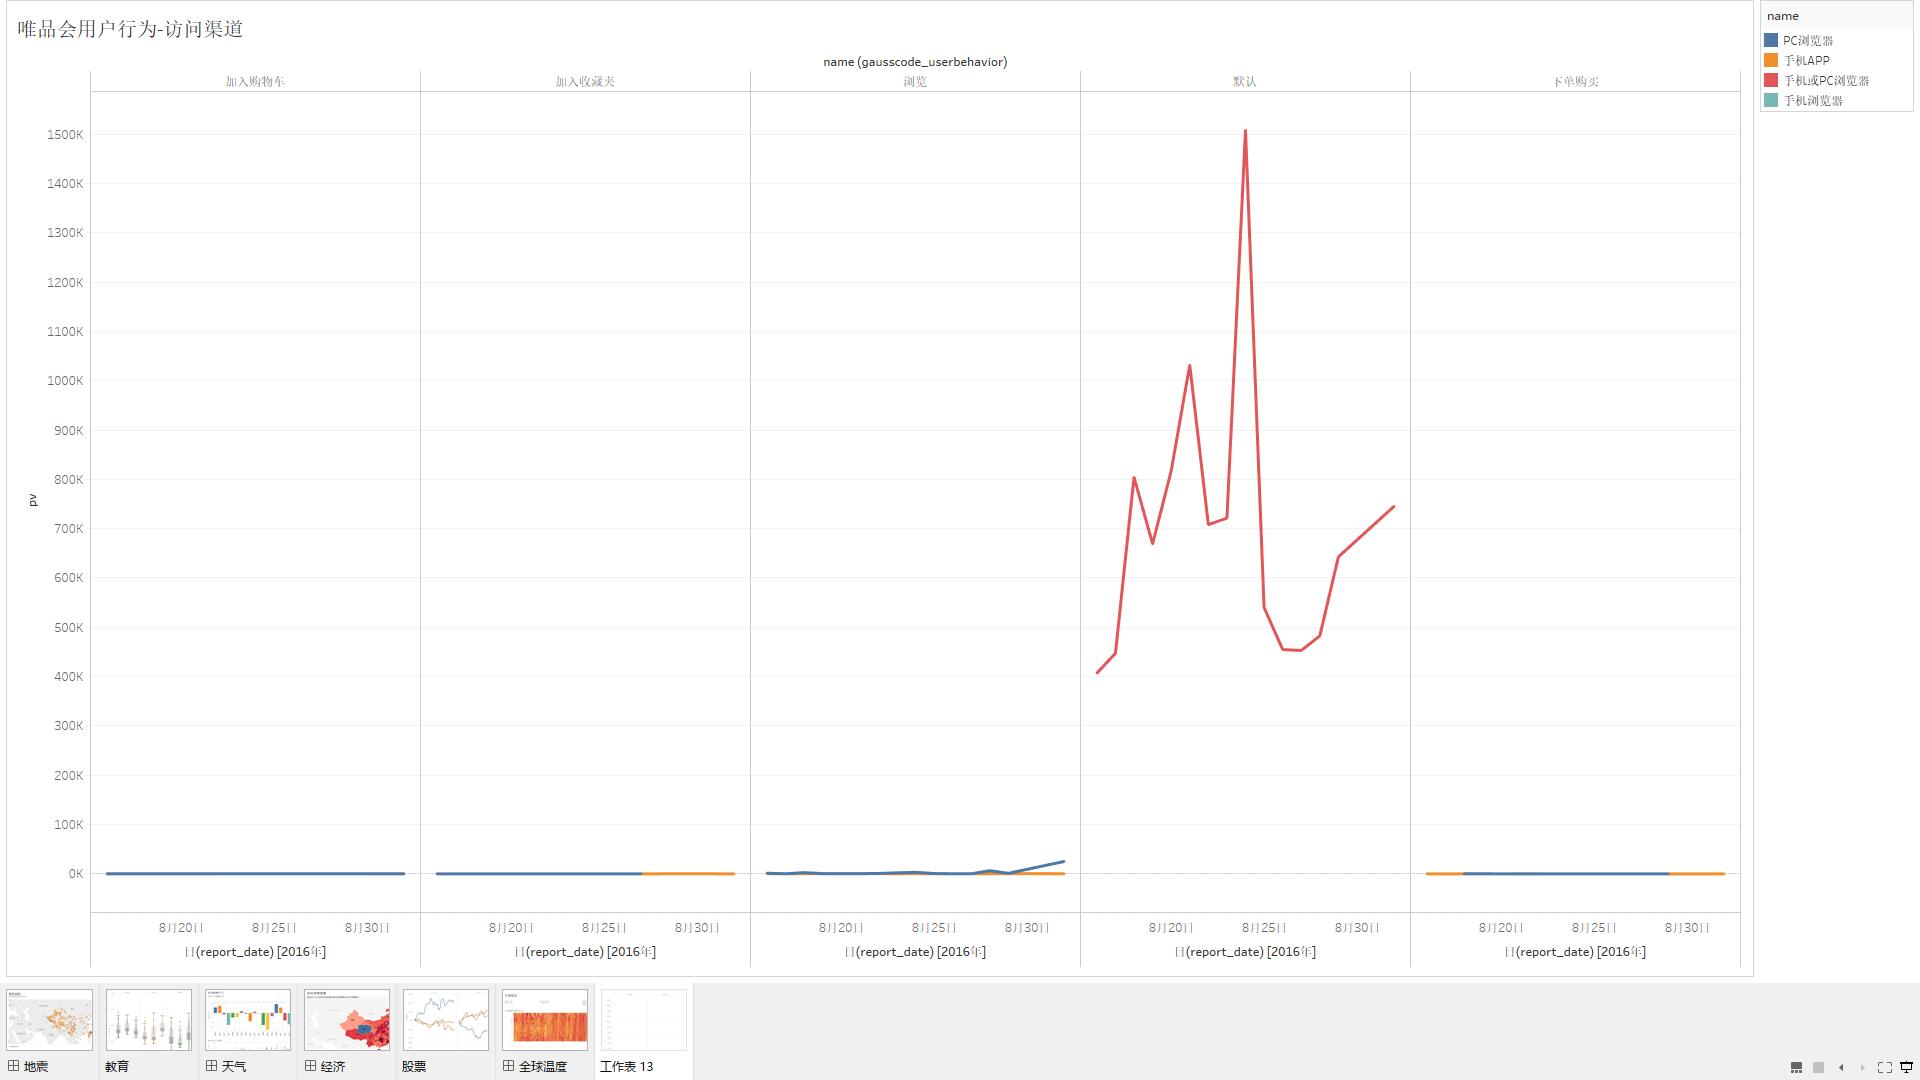 唯品会用户行为-访问渠道
name (gausscode_userbehavior)
加入购物车 加入收藏夹 浏览 默认 下单购买
1500K
1400K
1300K
1200K
1100K
1000K
900K
800K
700K
600K
500K
400K
300K
200K
100K
0K
pv
8月20日 8月25日 8月30日 8月20日 8月25日 8月30日 8月20日 8月25日 8月30日 8月20日 8月25日 8月30日 8月20日 8月25日 8月30日
日(report_date) [2016年] 日(report_date) [2016年] 日(report_date) [2016年] 日(report_date) [2016年] 日(report_date) [2016年]
name
PC浏览器
手机APP
手机或PC浏览器
手机浏览器
地震 教育 天气 经济 股票 全球温度 工作表 13